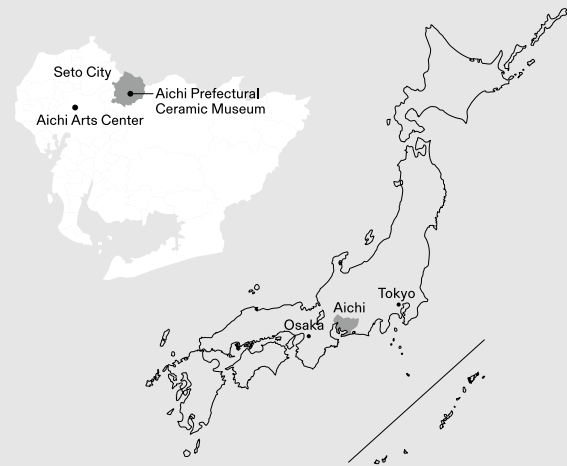 Seto City
Aichi Prefectural
Ceramic Museum
Aichi Arts Center
Tokyo
Aichi
Osaka